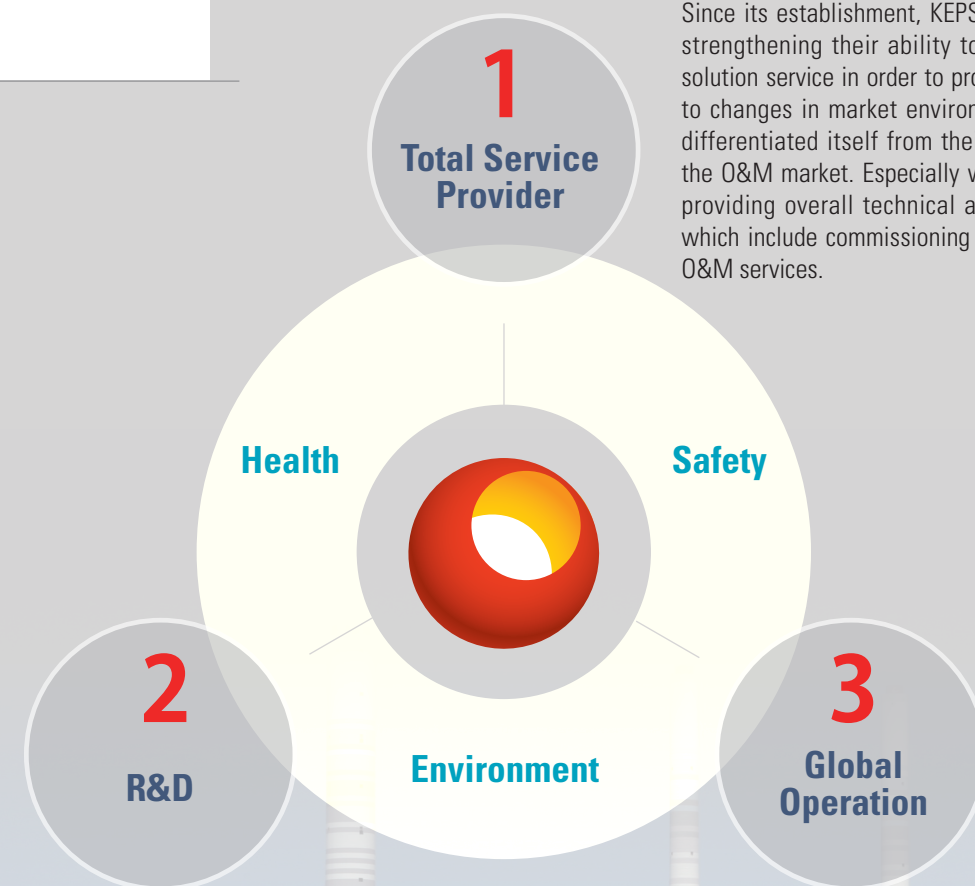 Since its establishment, KEPS
strengthening their ability to
solution service in order to pro
to changes in market environ
differentiated itself from the
the O&M market. Especially v
providing overall technical a
which include commissioning
O&M services.
1
Total Service
Provider
Health
Safety
2
R&D
Environment
3
Global
Operation